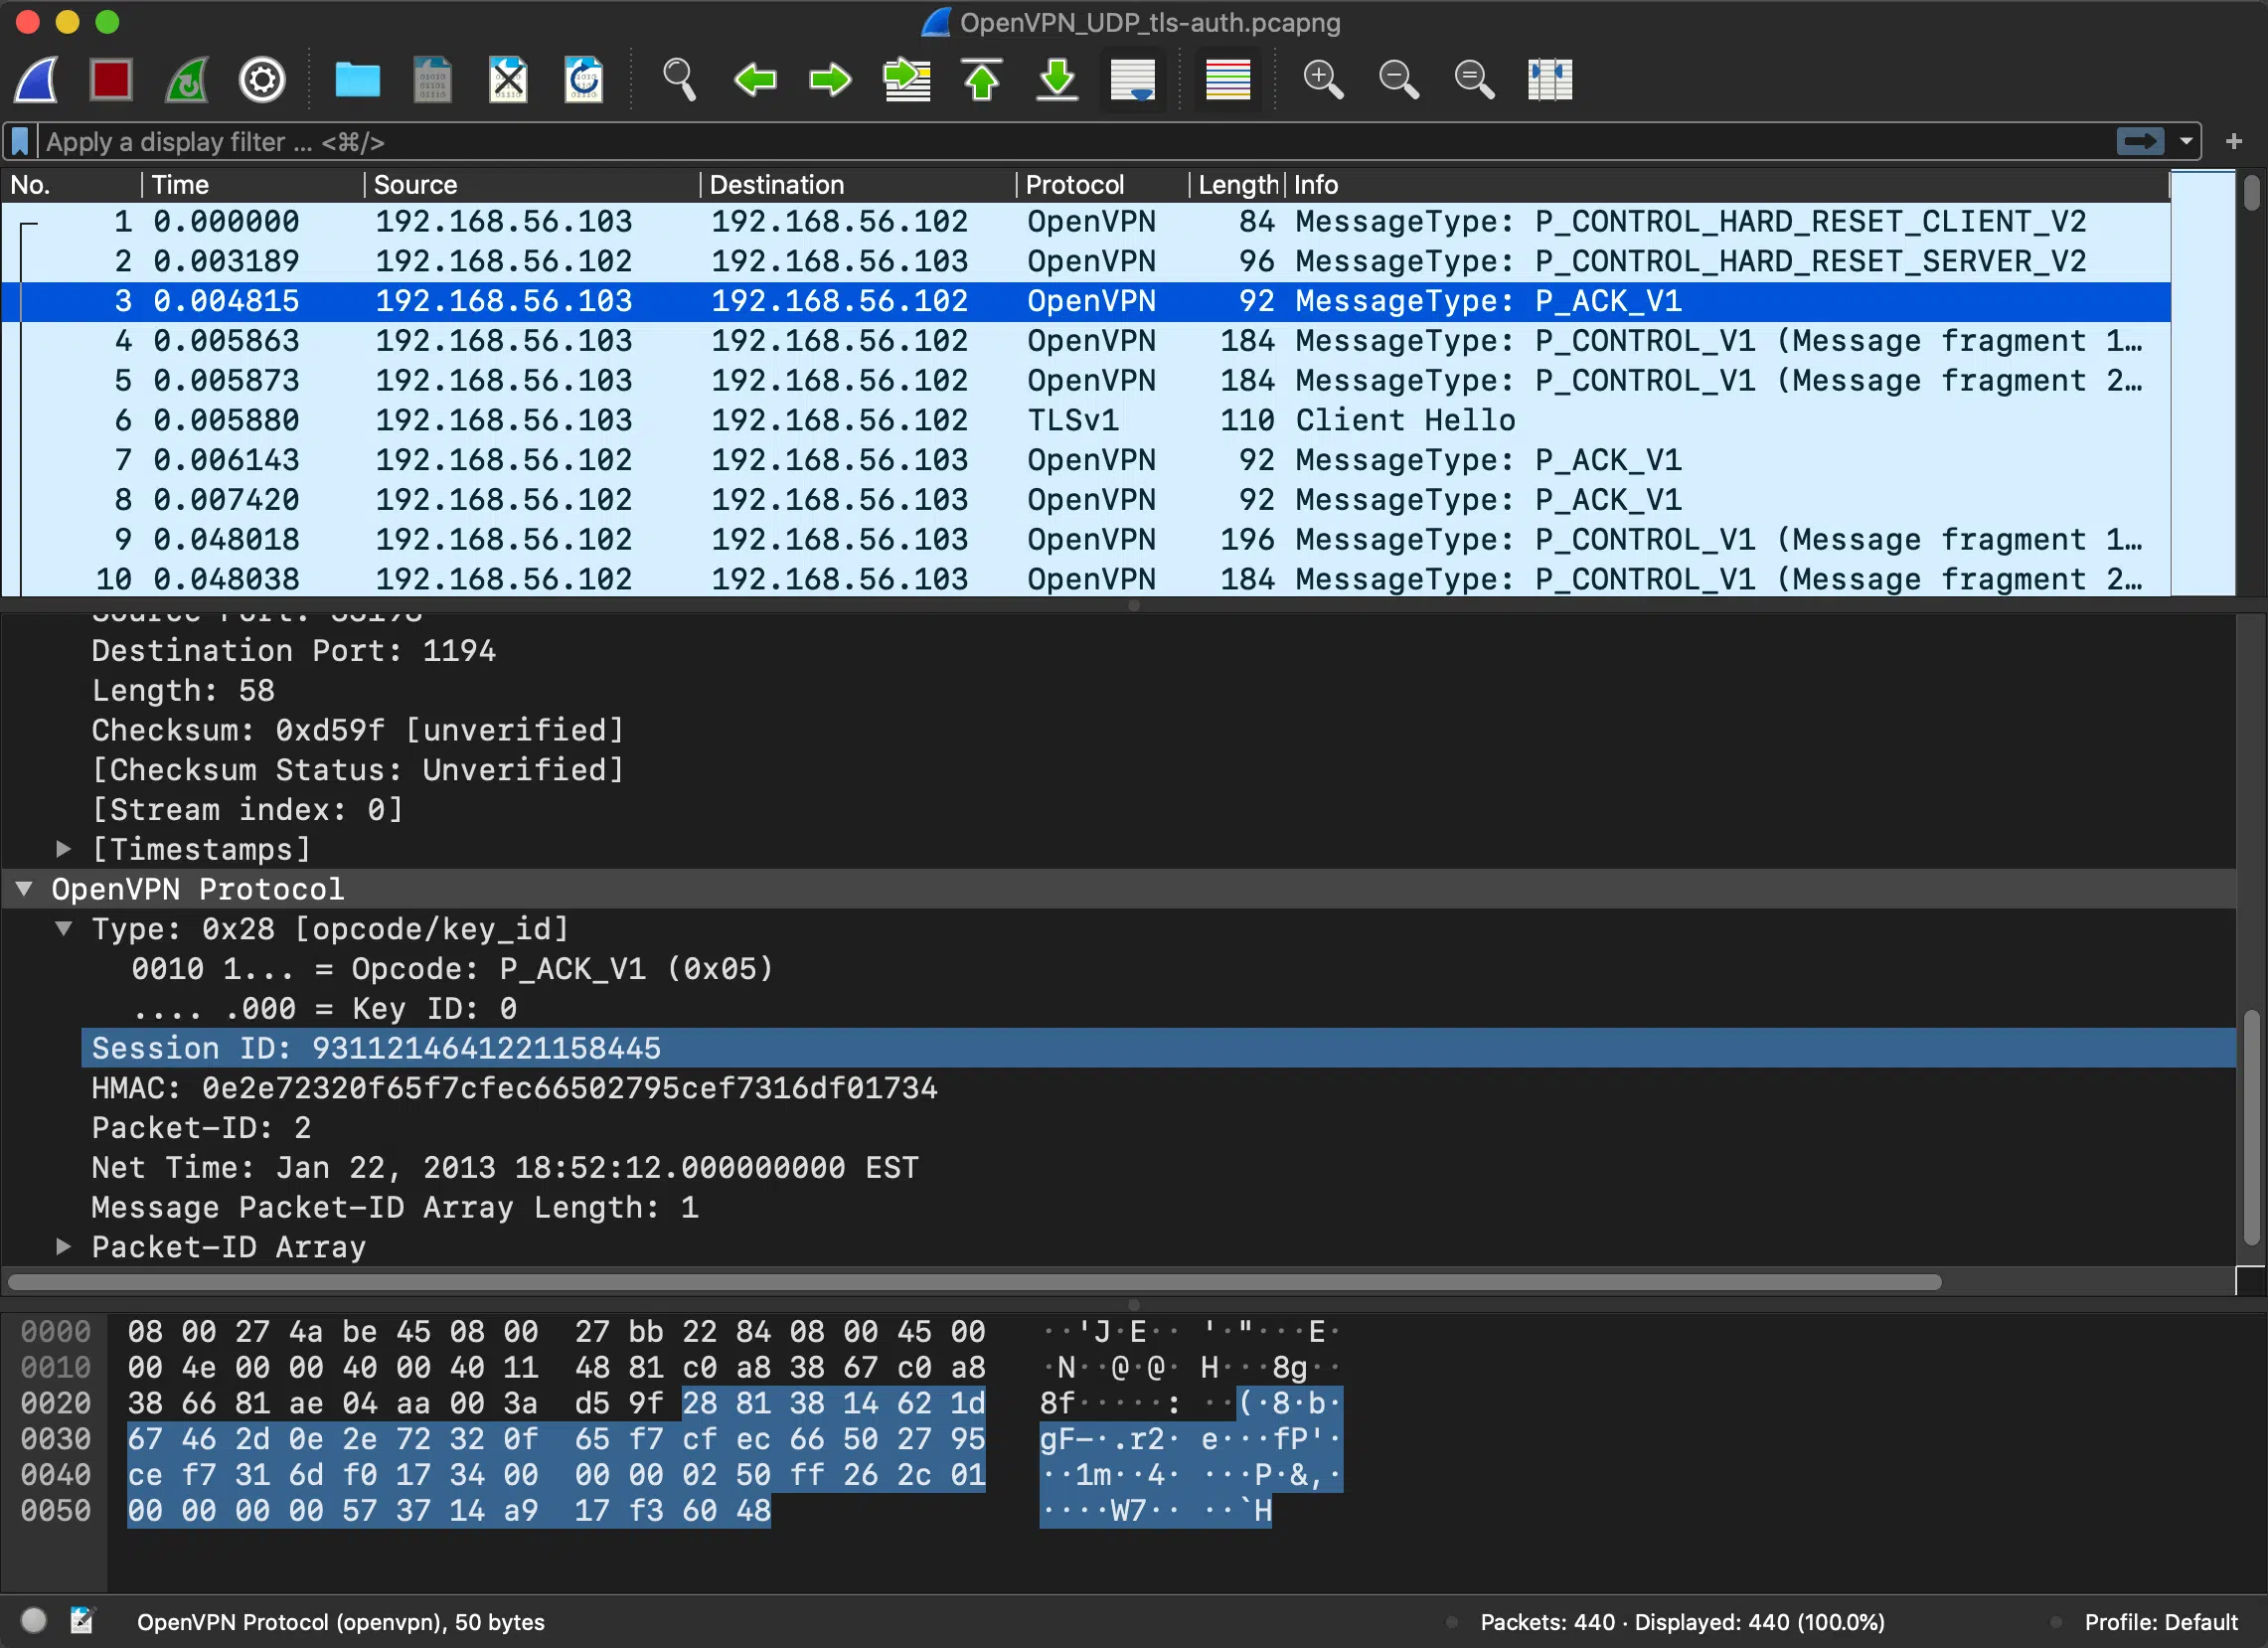 OpenVPN_UDP_tls-auth.pcapng
Apply a display filter ... <⌘/>
No. Time Source Destination Protocol Length Info
1 0.000000 192.168.56.103 192.168.56.102 OpenVPN 84 MessageType: P_CONTROL_HARD_RESET_CLIENT_V2
2 0.003189 192.168.56.102 192.168.56.103 OpenVPN 96 MessageType: P_CONTROL_HARD_RESET_SERVER_V2
3 0.004815 192.168.56.103 192.168.56.102 OpenVPN 92 MessageType: P_ACK_V1
4 0.005863 192.168.56.103 192.168.56.102 OpenVPN 184 MessageType: P_CONTROL_V1 (Message fragment 1…
5 0.005873 192.168.56.103 192.168.56.102 OpenVPN 184 MessageType: P_CONTROL_V1 (Message fragment 2…
6 0.005880 192.168.56.103 192.168.56.102 TLSv1 110 Client Hello
7 0.006143 192.168.56.102 192.168.56.103 OpenVPN 92 MessageType: P_ACK_V1
8 0.007420 192.168.56.102 192.168.56.103 OpenVPN 92 MessageType: P_ACK_V1
9 0.048018 192.168.56.102 192.168.56.103 OpenVPN 196 MessageType: P_CONTROL_V1 (Message fragment 1…
10 0.048038 192.168.56.102 192.168.56.103 OpenVPN 184 MessageType: P_CONTROL_V1 (Message fragment 2…
Source Port:
Destination Port: 1194
Length: 58
Checksum: 0xd59f [unverified]
[Checksum Status: Unverified]
[Stream index: 0]
[Timestamps]
OpenVPN Protocol
Type: 0x28 [opcode/key_id]
0010 1... = Opcode: P_ACK_V1 (0x05)
.... .000 = Key ID: 0
Session ID: 9311214641221158445
HMAC: 0e2e72320f65f7cfec66502795cef7316df01734
Packet-ID: 2
Net Time: Jan 22, 2013 18:52:12.000000000 EST
Message Packet-ID Array Length: 1
Packet-ID Array
0000 08 00 27 4a be 45 08 00 27 bb 22 84 08 00 45 00 ··'J·E·· '·"···E·
0010 00 4e 00 00 40 00 40 11 48 81 c0 a8 38 67 c0 a8 ·N··@·@· H···8g··
0020 38 66 81 ae 04 aa 00 3a d5 9f 28 81 38 14 62 1d 8f·····: ··(·8·b·
0030 67 46 2d 0e 2e 72 32 0f 65 f7 cf ec 66 50 27 95 gF-·.r2· e···fP'·
0040 ce f7 31 6d f0 17 34 00 00 00 02 50 ff 26 2c 01 ··1m··4· ···P·&,·
0050 00 00 00 00 57 37 14 a9 17 f3 60 48 ····W7·· ··`H
OpenVPN Protocol (openvpn), 50 bytes Packets: 440 · Displayed: 440 (100.0%) Profile: Default